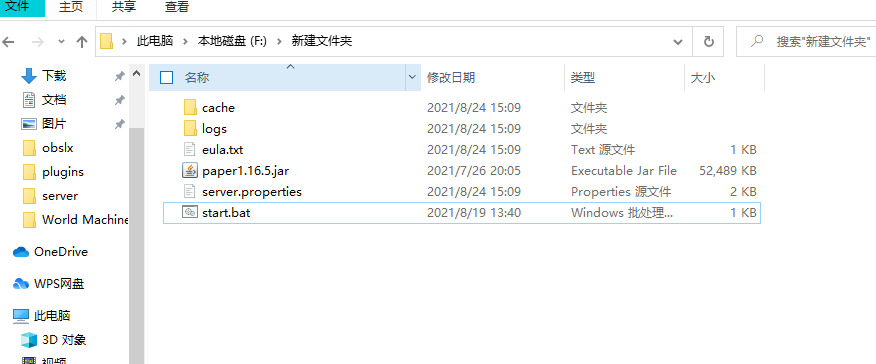 文件 主页 共享 查看
此电脑 本地磁盘 (F:) 新建文件夹 搜索"新建文件夹"
下载
文档
图片
obslx
plugins
server
World Machine
OneDrive
WPS网盘
此电脑
3D 对象
视频
名称 修改日期 类型 大小
cache 2021/8/24 15:09 文件夹
logs 2021/8/24 15:09 文件夹
eula.txt 2021/8/24 15:09 Text 源文件 1 KB
paper1.16.5.jar 2021/7/26 20:05 Executable Jar File 52,489 KB
server.properties 2021/8/24 15:09 Properties 源文件 2 KB
start.bat 2021/8/19 13:40 Windows 批处理... 1 KB